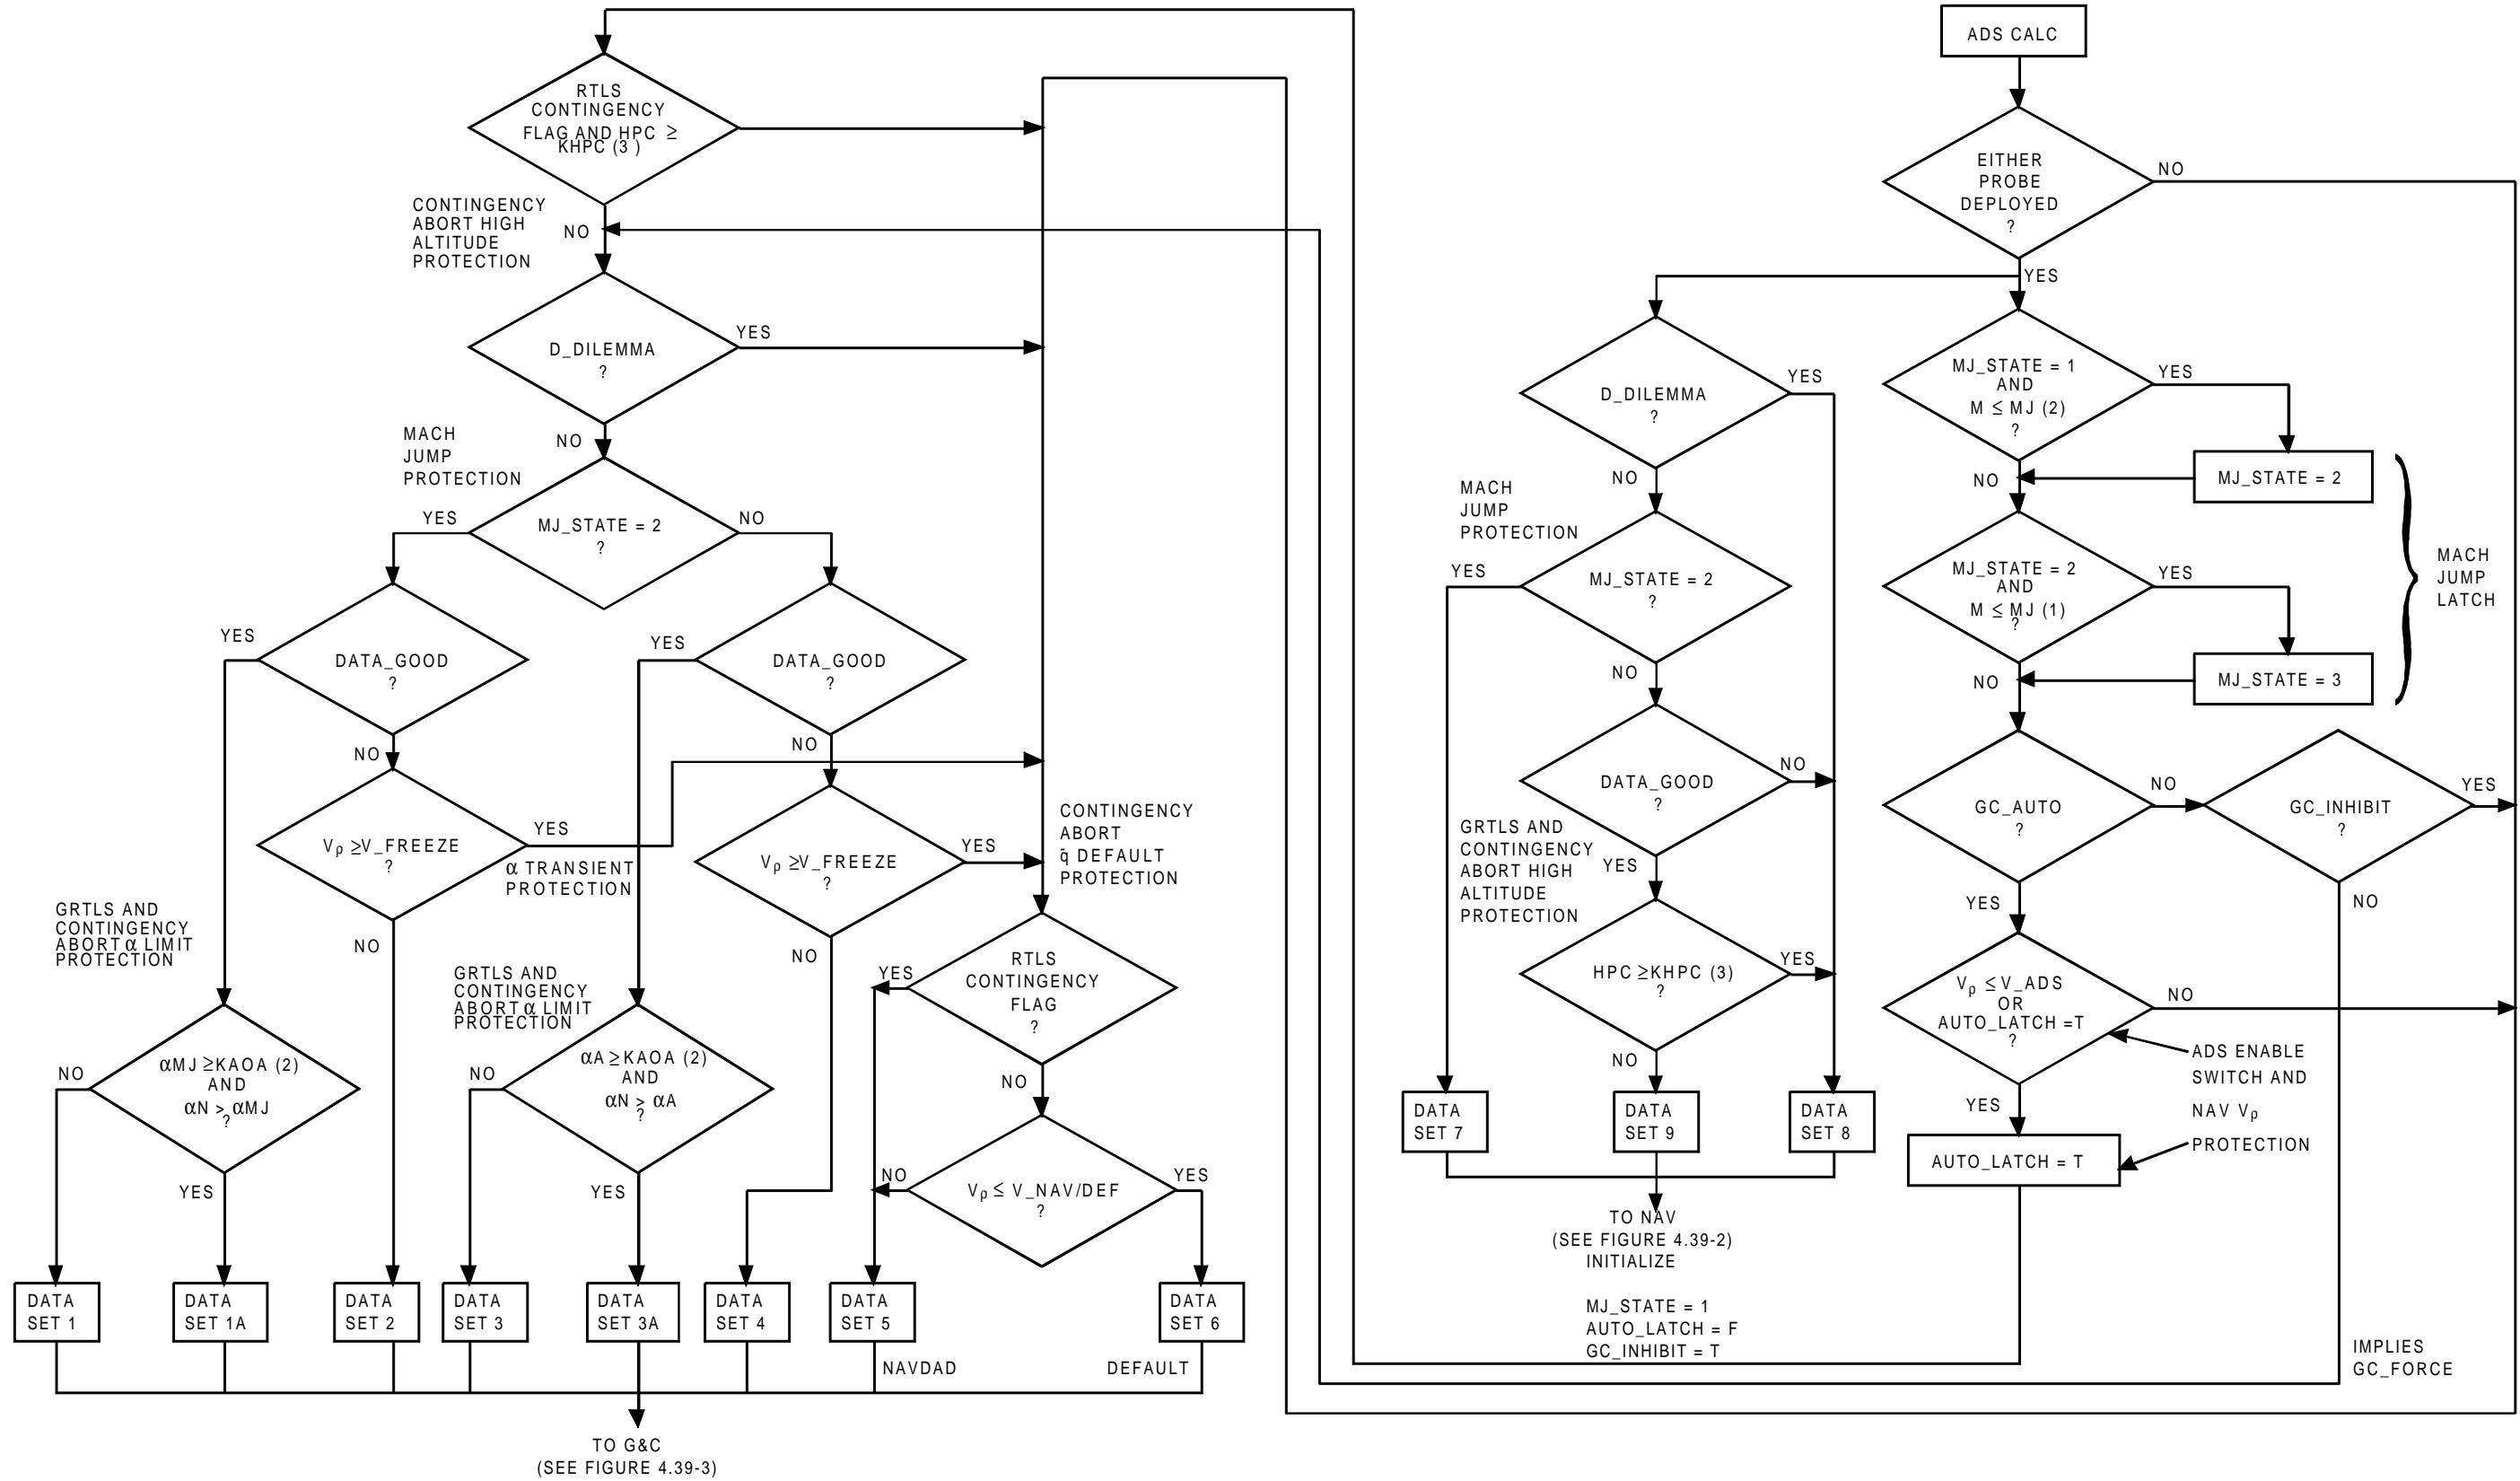 RTLS
CONTINGENCY
FLAG AND HPC ≥
KHPC (3 )
CONTINGENCY
ABORT HIGH
ALTITUDE
PROTECTION
NO
D_DILEMMA
?
YES
NO
MACH
JUMP
PROTECTION
MJ_STATE = 2
?
YES
NO
DATA_GOOD
?
YES
NO
DATA_GOOD
?
YES
NO
Vρ ≥V_FREEZE
?
YES
α TRANSIENT
PROTECTION
NO
Vρ ≥V_FREEZE
?
YES
NO
CONTINGENCY
ABORT
q̄ DEFAULT
PROTECTION
GRTLS AND
CONTINGENCY
ABORT α LIMIT
PROTECTION
αMJ ≥KAOA (2)
AND
αN > αMJ
?
NO
YES
GRTLS AND
CONTINGENCY
ABORT α LIMIT
PROTECTION
αA ≥KAOA (2)
AND
αN > αA
?
NO
YES
RTLS
CONTINGENCY
FLAG
?
YES
NO
Vρ ≤ V_NAV/DEF
?
NO
YES
DATA
SET 1
DATA
SET 1A
DATA
SET 2
DATA
SET 3
DATA
SET 3A
DATA
SET 4
DATA
SET 5
DATA
SET 6
NAVDAD
DEFAULT
TO G&C
(SEE FIGURE 4.39-3)
ADS CALC
EITHER
PROBE
DEPLOYED
?
NO
YES
D_DILEMMA
?
YES
NO
MACH
JUMP
PROTECTION
MJ_STATE = 2
?
YES
NO
DATA_GOOD
?
NO
YES
GRTLS AND
CONTINGENCY
ABORT HIGH
ALTITUDE
PROTECTION
HPC ≥KHPC (3)
?
YES
NO
DATA
SET 7
DATA
SET 9
DATA
SET 8
TO NAV
(SEE FIGURE 4.39-2)
INITIALIZE
MJ_STATE = 1
AUTO_LATCH = F
GC_INHIBIT = T
MJ_STATE = 1
AND
M ≤ MJ (2)
?
YES
NO
MJ_STATE = 2
MJ_STATE = 2
AND
M ≤ MJ (1)
?
YES
NO
MJ_STATE = 3
MACH
JUMP
LATCH
GC_AUTO
?
NO
YES
GC_INHIBIT
?
YES
NO
Vρ ≤ V_ADS
OR
AUTO_LATCH =T
?
NO
YES
ADS ENABLE
SWITCH AND
NAV Vρ
PROTECTION
AUTO_LATCH = T
IMPLIES
GC_FORCE